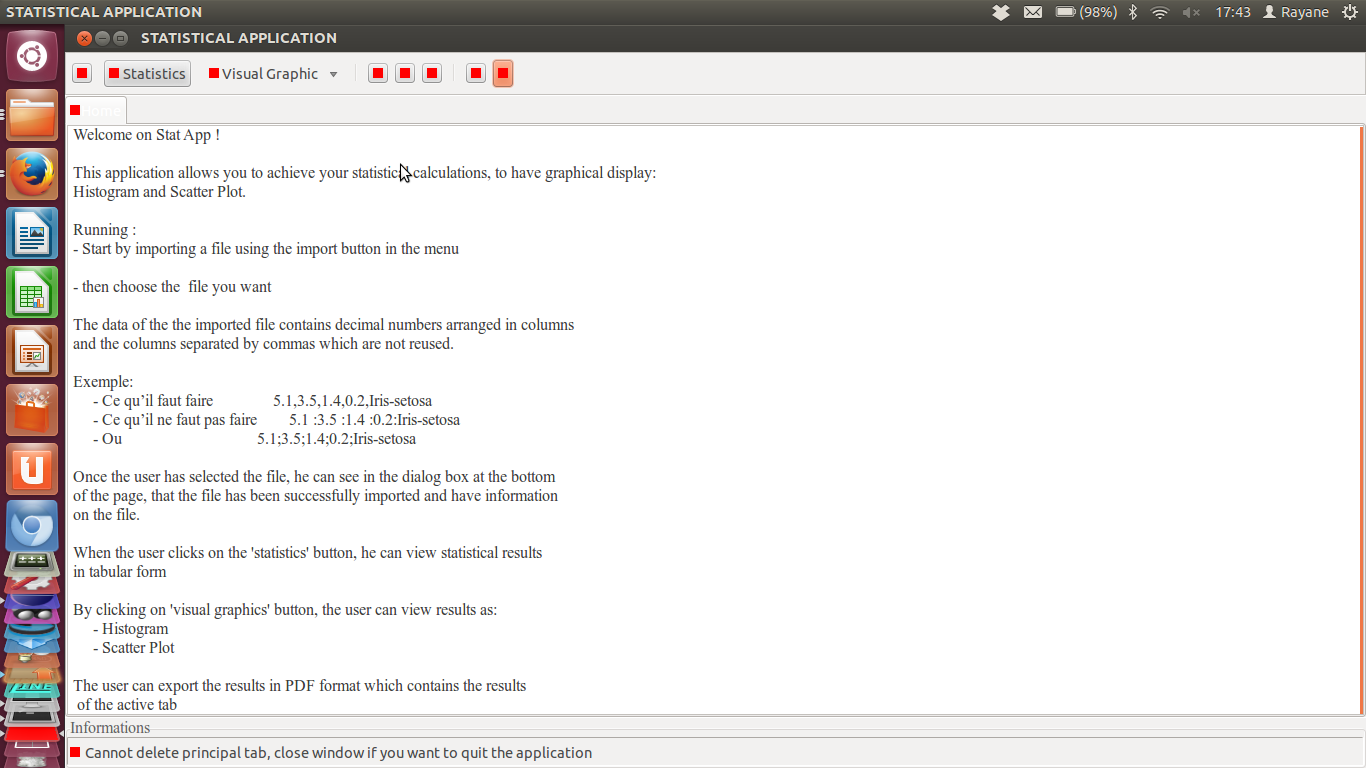 STATISTICAL APPLICATION
(98%) 17:43 Rayane
STATISTICAL APPLICATION
Statistics Visual Graphic
Home
Welcome on Stat App !
This application allows you to achieve your statistical calculations, to have graphical display:
Histogram and Scatter Plot.
Running :
- Start by importing a file using the import button in the menu
- then choose the  file you want
The data of the the imported file contains decimal numbers arranged in columns
and the columns separated by commas which are not reused.
Exemple:
- Ce qu’il faut faire 5.1,3.5,1.4,0.2,Iris-setosa
- Ce qu’il ne faut pas faire 5.1 :3.5 :1.4 :0.2:Iris-setosa
- Ou 5.1;3.5;1.4;0.2;Iris-setosa
Once the user has selected the file, he can see in the dialog box at the bottom
of the page, that the file has been successfully imported and have information
on the file.
When the user clicks on the 'statistics' button, he can view statistical results
in tabular form
By clicking on 'visual graphics' button, the user can view results as:
- Histogram
- Scatter Plot
The user can export the results in PDF format which contains the results
of the active tab
Informations
Cannot delete principal tab, close window if you want to quit the application